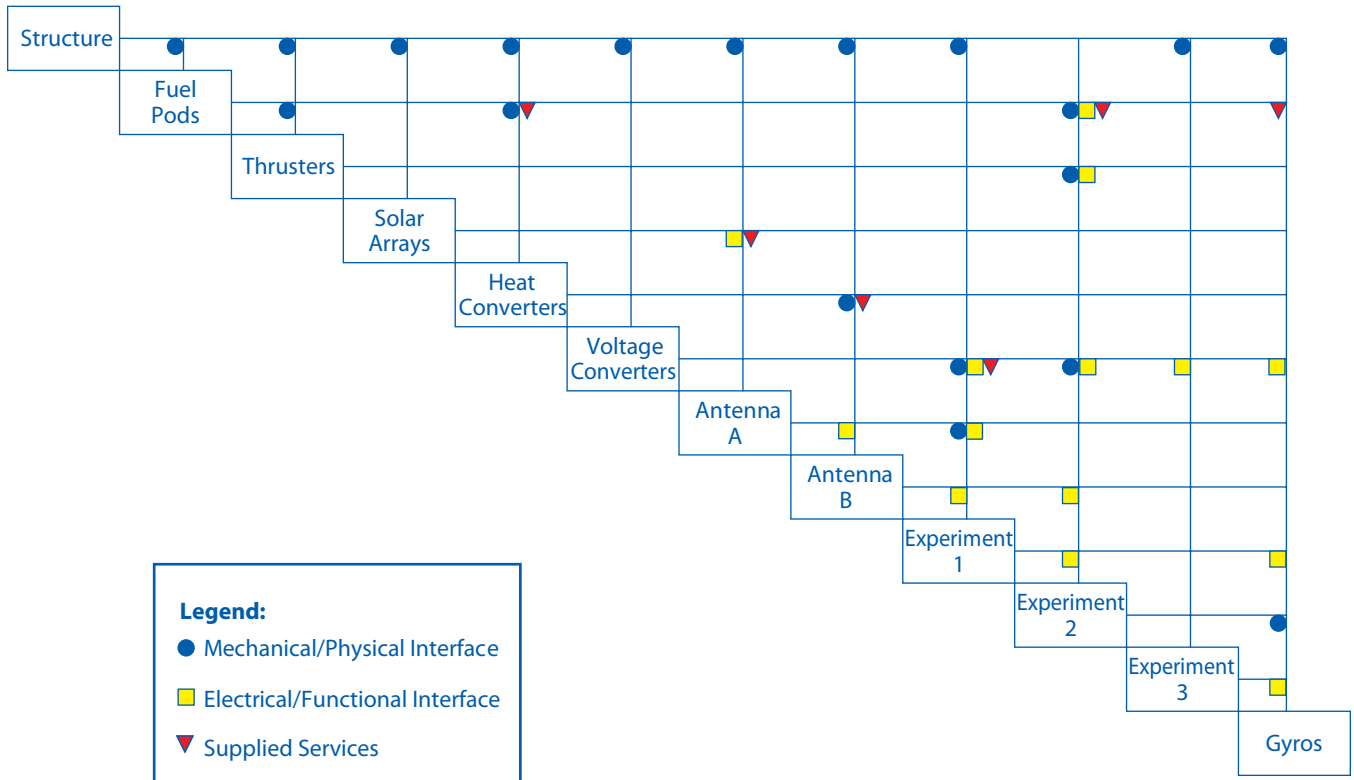 Structure
Fuel
Pods
Thrusters
Solar
Arrays
Heat
Converters
Voltage
Converters
Antenna
A
Antenna
B
Experiment
1
Experiment
2
Experiment
3
Gyros
Legend:
Mechanical/Physical Interface
Electrical/Functional Interface
Supplied Services